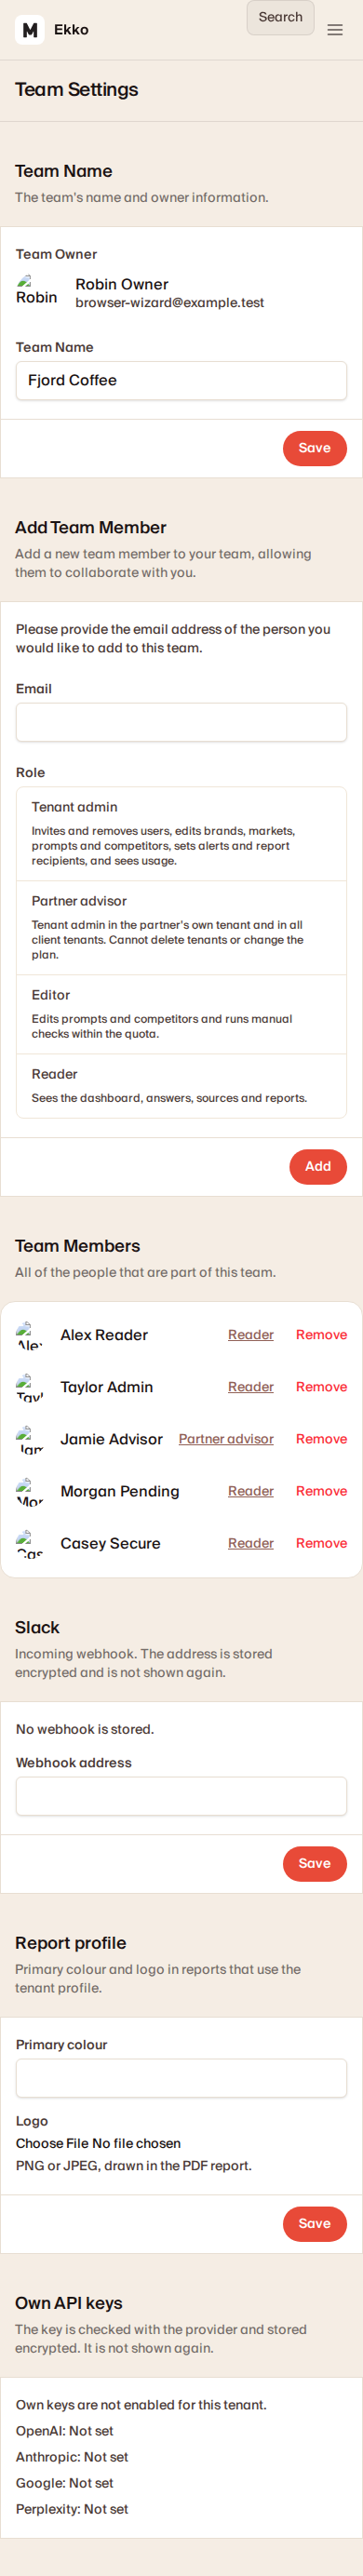 M Ekko
Search
Team Settings
Team Name
The team's name and owner information.
Team Owner
Robin
Robin Owner
browser-wizard@example.test
Team Name
Fjord Coffee
Save
Add Team Member
Add a new team member to your team, allowing
them to collaborate with you.
Please provide the email address of the person you
would like to add to this team.
Email
Role
Tenant admin
Invites and removes users, edits brands, markets,
prompts and competitors, sets alerts and report
recipients, and sees usage.
Partner advisor
Tenant admin in the partner's own tenant and in all
client tenants. Cannot delete tenants or change the
plan.
Editor
Edits prompts and competitors and runs manual
checks within the quota.
Reader
Sees the dashboard, answers, sources and reports.
Add
Team Members
All of the people that are part of this team.
Alex Reader Reader Remove
Taylor Admin Reader Remove
Jamie Advisor Partner advisor Remove
Morgan Pending Reader Remove
Casey Secure Reader Remove
Slack
Incoming webhook. The address is stored
encrypted and is not shown again.
No webhook is stored.
Webhook address
Save
Report profile
Primary colour and logo in reports that use the
tenant profile.
Primary colour
Logo
Choose File No file chosen
PNG or JPEG, drawn in the PDF report.
Save
Own API keys
The key is checked with the provider and stored
encrypted. It is not shown again.
Own keys are not enabled for this tenant.
OpenAI: Not set
Anthropic: Not set
Google: Not set
Perplexity: Not set